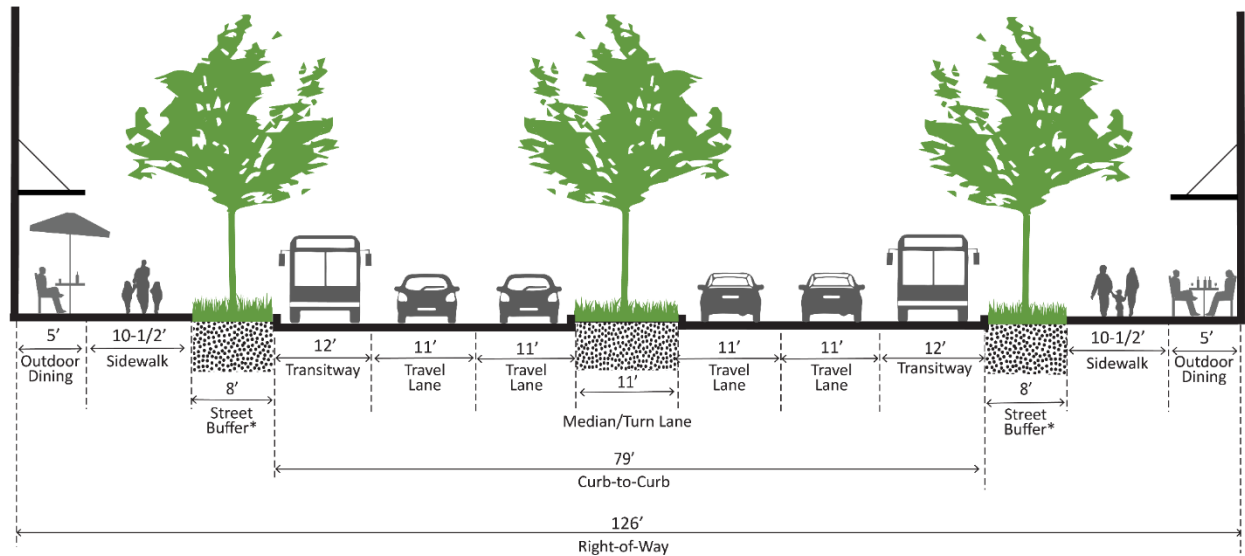 5’
Outdoor
Dining
10-1/2’
Sidewalk
8’
Street
Buffer*
12’
Transitway
11’
Travel
Lane
11’
Travel
Lane
11’
Median/Turn Lane
11’
Travel
Lane
11’
Travel
Lane
12’
Transitway
8’
Street
Buffer*
10-1/2’
Sidewalk
5’
Outdoor
Dining
79’
Curb-to-Curb
126’
Right-of-Way